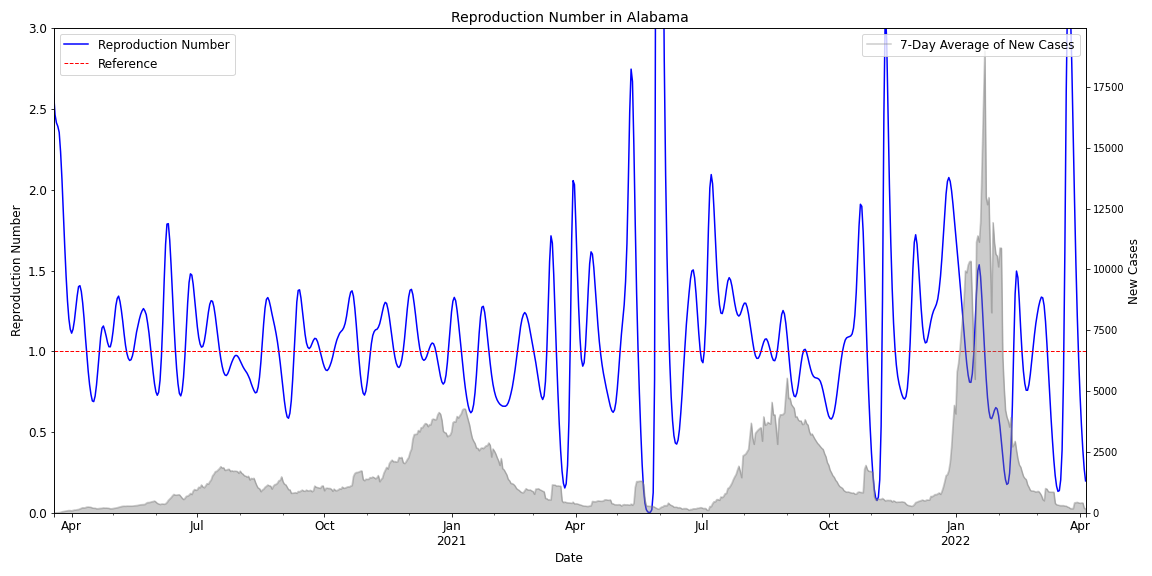 Reproduction Number in Alabama
Reproduction Number
Reference
7-Day Average of New Cases
3.0
2.5
2.0
1.5
1.0
0.5
0.0
Reproduction Number
17500
15000
12500
10000
7500
5000
2500
0
New Cases
Apr Jul Oct Jan Apr Jul Oct Jan Apr
2021 2022
Date